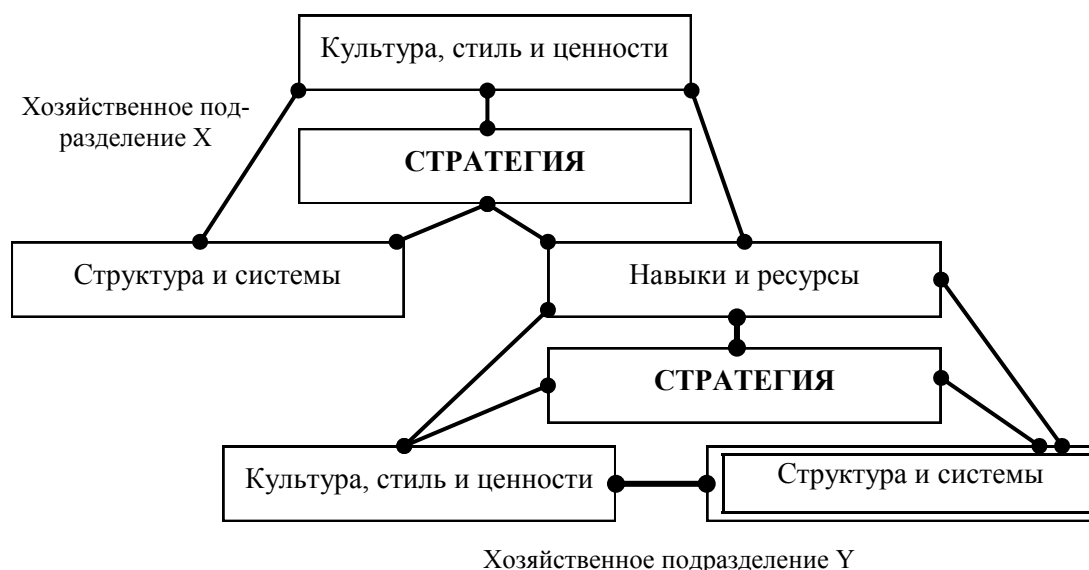 Культура, стиль и ценности
Хозяйственное под-
разделение X
СТРАТЕГИЯ
Структура и системы
Навыки и ресурсы
СТРАТЕГИЯ
Культура, стиль и ценности
Структура и системы
Хозяйственное подразделение Y